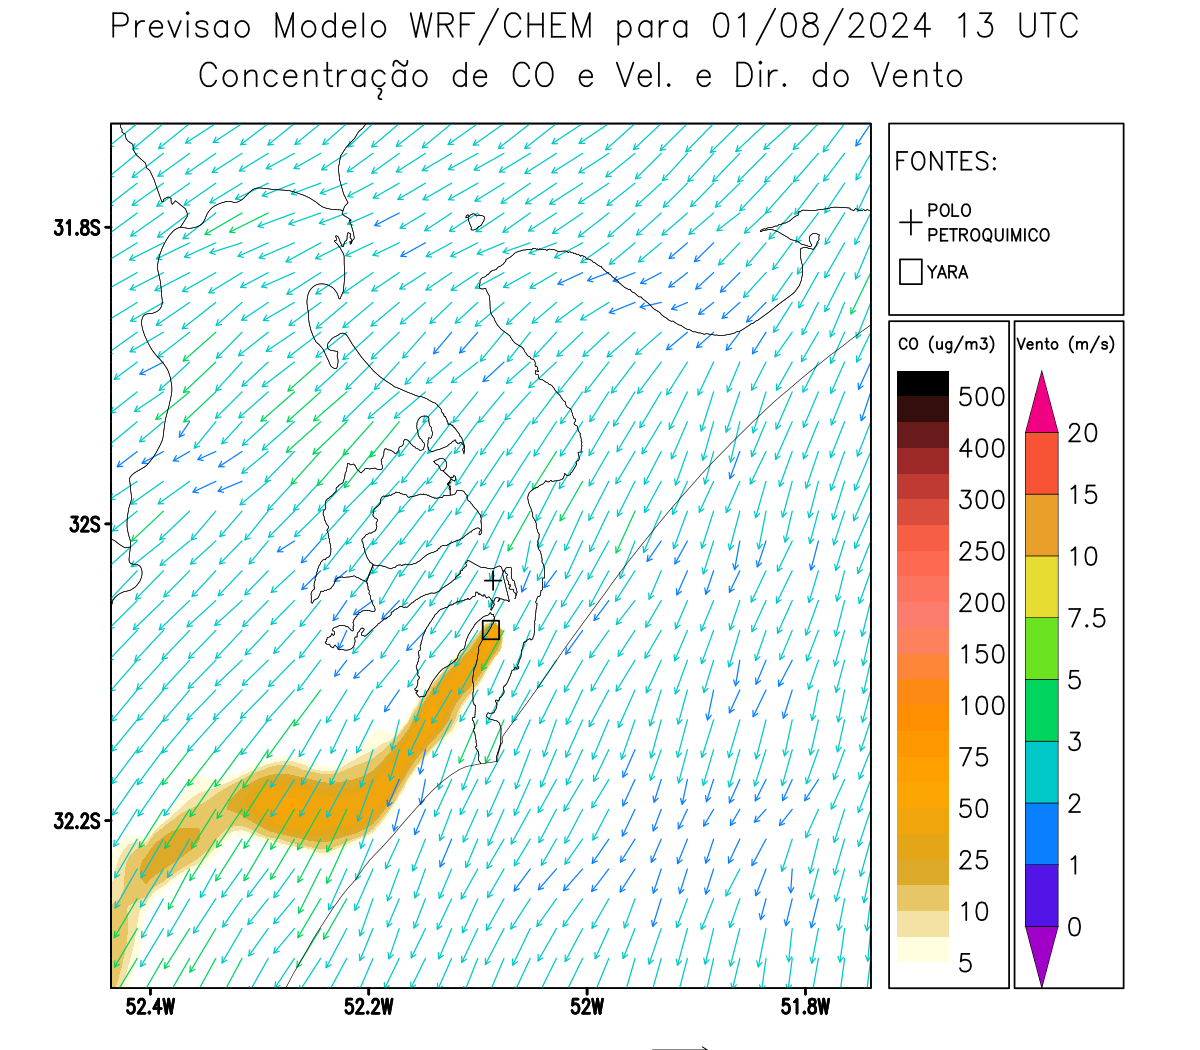 Previsao Modelo WRF/CHEM para 01/08/2024 13 UTC
Concentração de CO e Vel. e Dir. do Vento
FONTES:
POLO
PETROQUIMICO
YARA
CO (ug/m3)
500
400
300
250
200
150
100
75
50
25
10
5
Vento (m/s)
20
15
10
7.5
5
3
2
1
0
31.8S
32S
32.2S
52.4W
52.2W
52W
51.8W